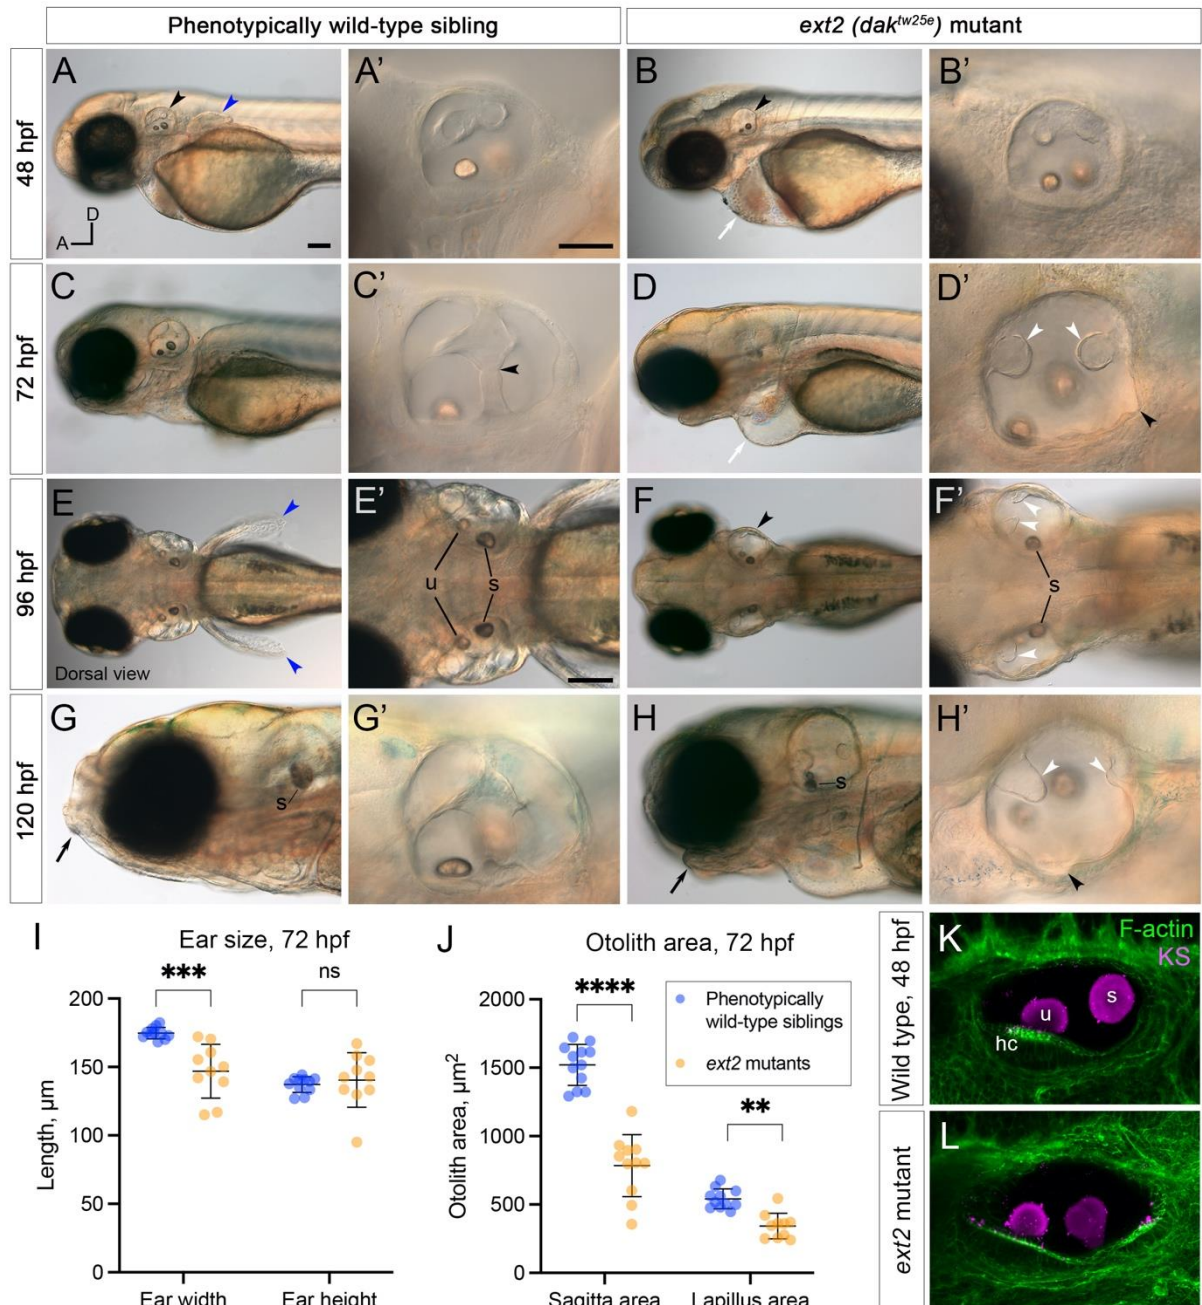 Phenotypically wild-type sibling
ext2 (dak^tw25e) mutant
48 hpf
A
D
A
A'
B
B'
72 hpf
C
C'
D
D'
96 hpf
E
Dorsal view
E'
u
s
F
F'
s
120 hpf
G
s
G'
H
s
H'
I
Ear size, 72 hpf
***
ns
200
150
100
50
0
Length, µm
Ear width
Ear height
J
Otolith area, 72 hpf
****
**
2000
1500
1000
500
0
Otolith area, µm²
Sagitta area
Lapillus area
Phenotypically
wild-type siblings
ext2 mutants
Wild type, 48 hpf
K
F-actin
KS
u
s
hc
ext2 mutant
L